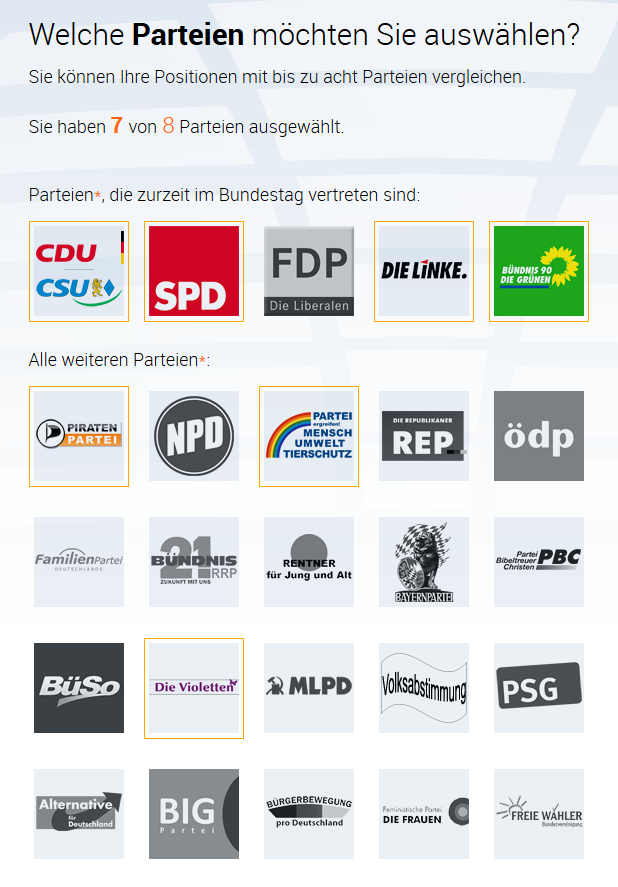 Welche Parteien möchten Sie auswählen?
Sie können Ihre Positionen mit bis zu acht Parteien vergleichen.
Sie haben 7 von 8 Parteien ausgewählt.
Parteien*, die zurzeit im Bundestag vertreten sind:
CDU
CSU
SPD
FDP
Die Liberalen
DIE LINKE.
BÜNDNIS 90
DIE GRÜNEN
Alle weiteren Parteien*:
PIRATEN
PARTEI
NPD
PARTEI
ergreifen!
MENSCH
UMWELT
TIERSCHUTZ
DIE REPUBLIKANER
REP
ödp
FamilienPartei
DEUTSCHLANDS
21
BÜNDNIS
RRP
ZUKUNFT MIT UNS
RENTNER
für Jung und Alt
BAYERNPARTEI
Partei
Bibeltreuer
Christen
PBC
BüSo
Die Violetten
MLPD
Volksabstimmung
PSG
Alternative
für
Deutschland
BIG
Partei
BÜRGERBEWEGUNG
pro Deutschland
Feministische Partei
DIE FRAUEN
FREIE WÄHLER
Bundesvereinigung